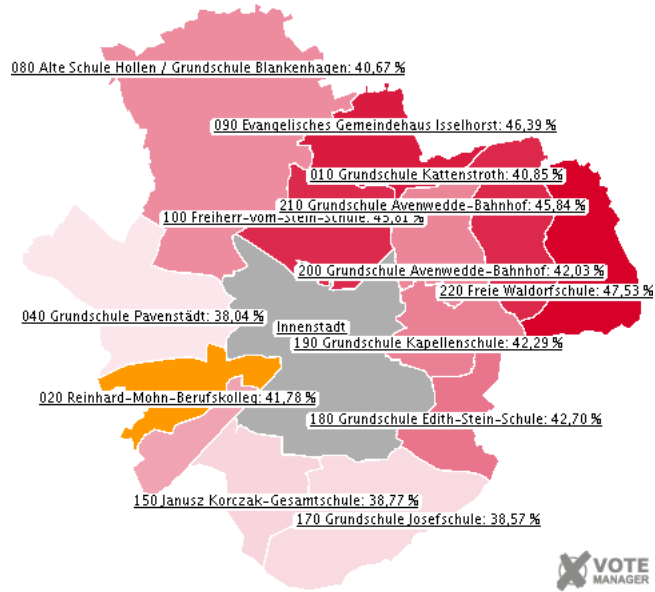 080 Alte Schule Hollen / Grundschule Blankenhagen: 40,67 %
090 Evangelisches Gemeindehaus Isselhorst: 46,39 %
010 Grundschule Kattenstroth: 40,85 %
210 Grundschule Avenwedde-Bahnhof: 45,84 %
100 Freiherr-vom-Stein-Schule: 45,81 %
200 Grundschule Avenwedde-Bahnhof: 42,03 %
220 Freie Waldorfschule: 47,53 %
040 Grundschule Pavenstädt: 38,04 %
Innenstadt
190 Grundschule Kapellenschule: 42,29 %
020 Reinhard-Mohn-Berufskolleg: 41,78 %
180 Grundschule Edith-Stein-Schule: 42,70 %
150 Janusz Korczak-Gesamtschule: 38,77 %
170 Grundschule Josefschule: 38,57 %
VOTE
MANAGER